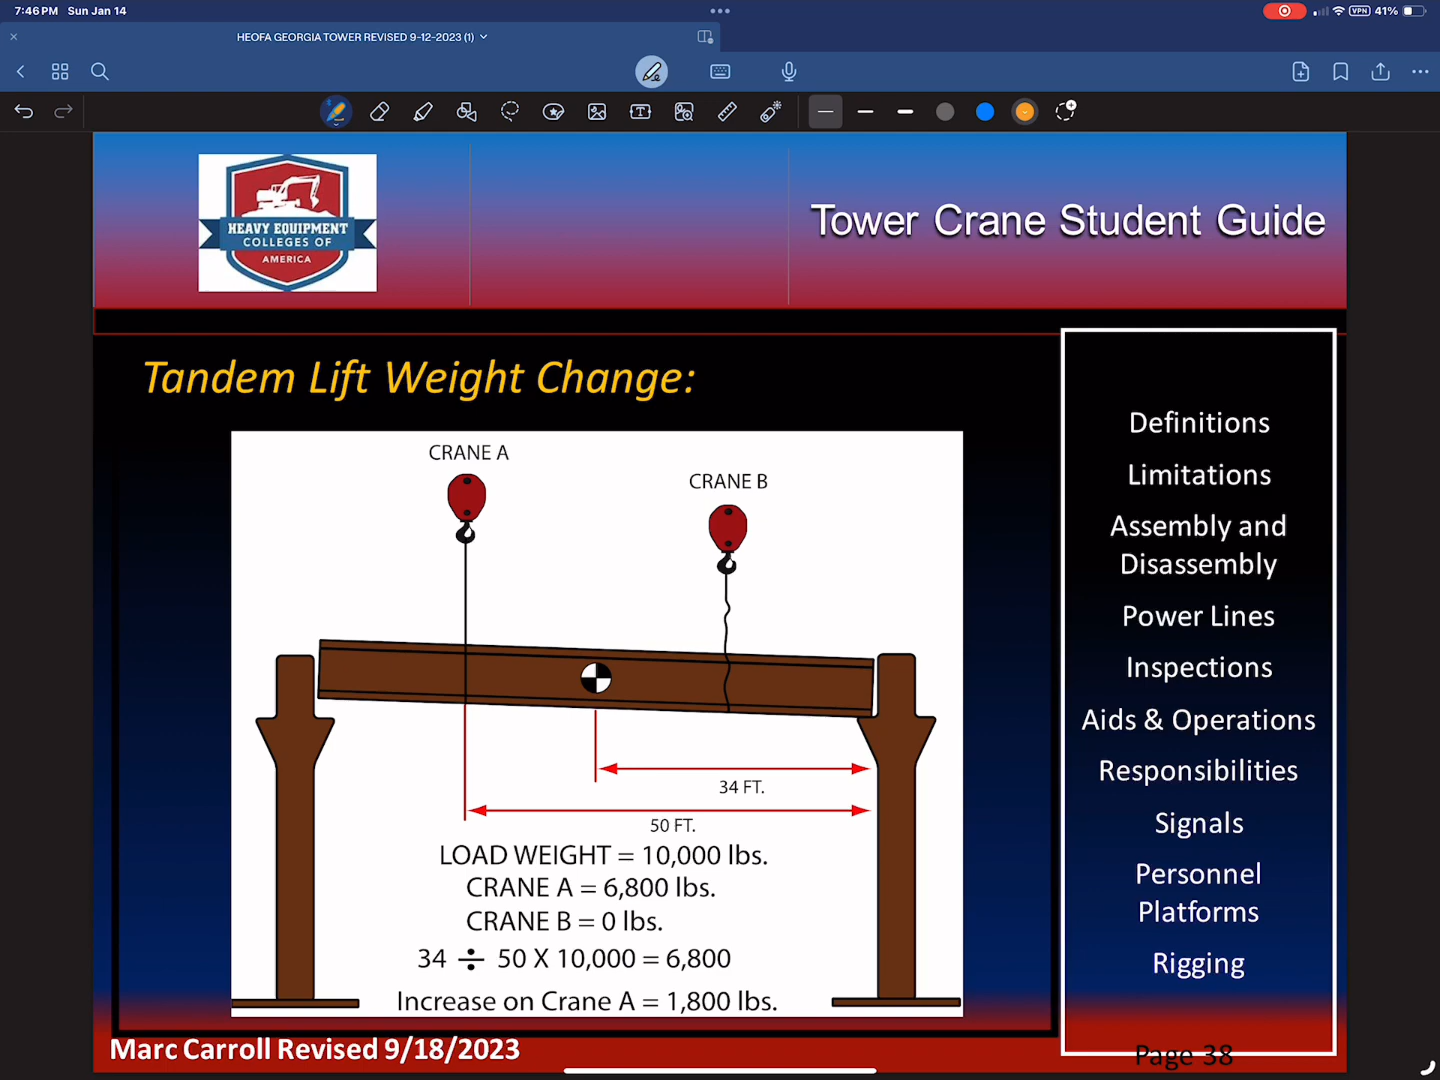 7:46 PM Sun Jan 14
VPN 41%
HEOFA GEORGIA TOWER REVISED 9-12-2023 (1)
HEAVY EQUIPMENT
COLLEGES OF
AMERICA
Tower Crane Student Guide
Tandem Lift Weight Change:
CRANE A
CRANE B
34 FT.
50 FT.
LOAD WEIGHT = 10,000 lbs.
CRANE A = 6,800 lbs.
CRANE B = 0 lbs.
34 ÷ 50 X 10,000 = 6,800
Increase on Crane A = 1,800 lbs.
Definitions
Limitations
Assembly and
Disassembly
Power Lines
Inspections
Aids & Operations
Responsibilities
Signals
Personnel
Platforms
Rigging
Marc Carroll Revised 9/18/2023
Page 38